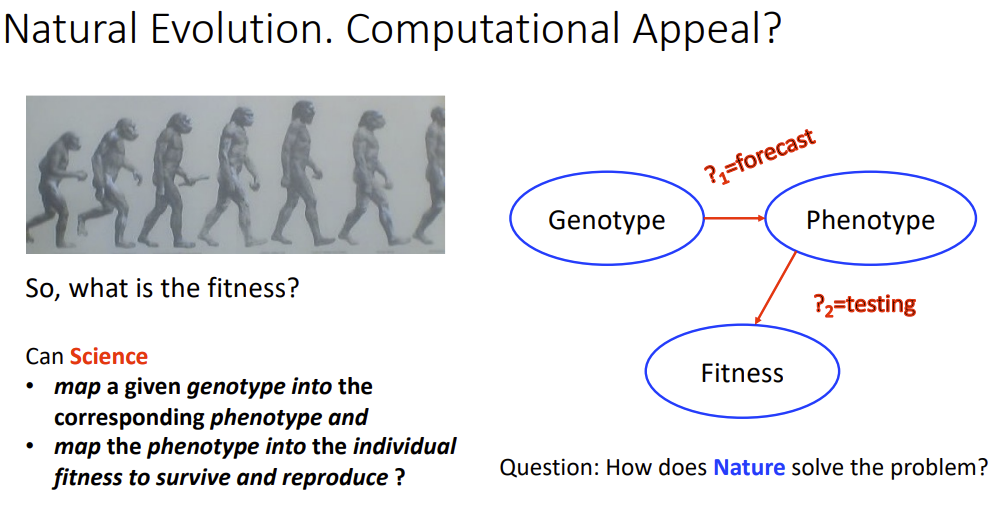 Natural Evolution. Computational Appeal?
So, what is the fitness?
Can Science
• map a given genotype into the
corresponding phenotype and
• map the phenotype into the individual
fitness to survive and reproduce ?
?1=forecast
Genotype
Phenotype
?2=testing
Fitness
Question: How does Nature solve the problem?